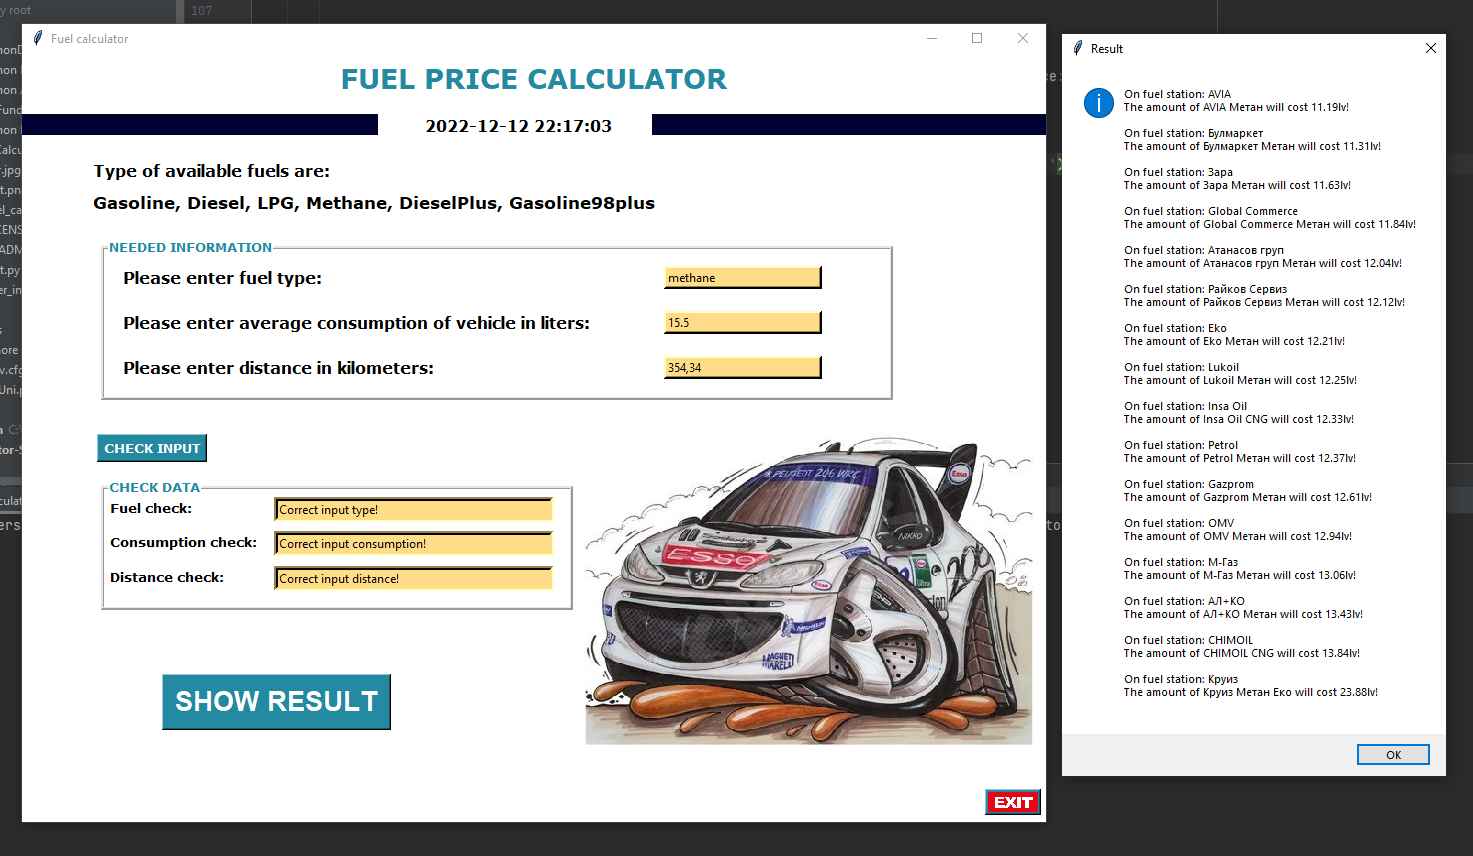 y root
107
Fuel calculator
FUEL PRICE CALCULATOR
2022-12-12 22:17:03
Type of available fuels are:
Gasoline, Diesel, LPG, Methane, DieselPlus, Gasoline98plus
NEEDED INFORMATION
Please enter fuel type:
methane
Please enter average consumption of vehicle in liters:
15.5
Please enter distance in kilometers:
354,34
CHECK INPUT
CHECK DATA
Fuel check:
Correct input type!
Consumption check:
Correct input consumption!
Distance check:
Correct input distance!
SHOW RESULT
PEUGEOT 206 WRC
Esso
NIKKO
ESSO
MICHELIN
MAGNETI
MARELLI
EXIT
Result
On fuel station: AVIA
The amount of AVIA Метан will cost 11.19lv!
On fuel station: Булмаркет
The amount of Булмаркет Метан will cost 11.31lv!
On fuel station: Зара
The amount of Зара Метан will cost 11.63lv!
On fuel station: Global Commerce
The amount of Global Commerce Метан will cost 11.84lv!
On fuel station: Атанасов груп
The amount of Атанасов груп Метан will cost 12.04lv!
On fuel station: Райков Сервиз
The amount of Райков Сервиз Метан will cost 12.12lv!
On fuel station: Eko
The amount of Eko Метан will cost 12.21lv!
On fuel station: Lukoil
The amount of Lukoil Метан will cost 12.25lv!
On fuel station: Insa Oil
The amount of Insa Oil CNG will cost 12.33lv!
On fuel station: Petrol
The amount of Petrol Метан will cost 12.37lv!
On fuel station: Gazprom
The amount of Gazprom Метан will cost 12.61lv!
On fuel station: OMV
The amount of OMV Метан will cost 12.94lv!
On fuel station: М-Газ
The amount of М-Газ Метан will cost 13.06lv!
On fuel station: АЛ+КО
The amount of АЛ+КО Метан will cost 13.43lv!
On fuel station: CHIMOIL
The amount of CHIMOIL CNG will cost 13.84lv!
On fuel station: Круиз
The amount of Круиз Метан Еко will cost 23.88lv!
OK